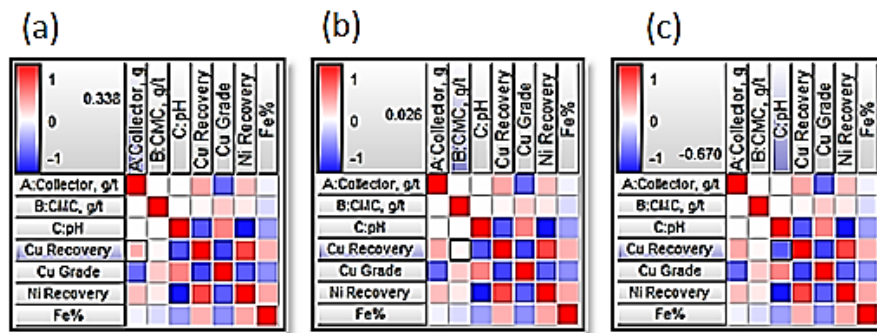 (a)
(b)
(c)
1
0
-1
0.338
A:Collector, g/t
B:CMC, g/t
C:pH
Cu Recovery
Cu Grade
Ni Recovery
Fe%
A:Collector, g/t
B:CMC, g/t
C:pH
Cu Recovery
Cu Grade
Ni Recovery
Fe%
1
0
-1
0.026
A:Collector, g/t
B:CMC, g/t
C:pH
Cu Recovery
Cu Grade
Ni Recovery
Fe%
A:Collector, g/t
B:CMC, g/t
C:pH
Cu Recovery
Cu Grade
Ni Recovery
Fe%
1
0
-1
-0.670
A:Collector, g
B:CMC, g/t
C:pH
Cu Recovery
Cu Grade
Ni Recovery
Fe%
A:Collector, g/t
B:CMC, g/t
C:pH
Cu Recovery
Cu Grade
Ni Recovery
Fe%